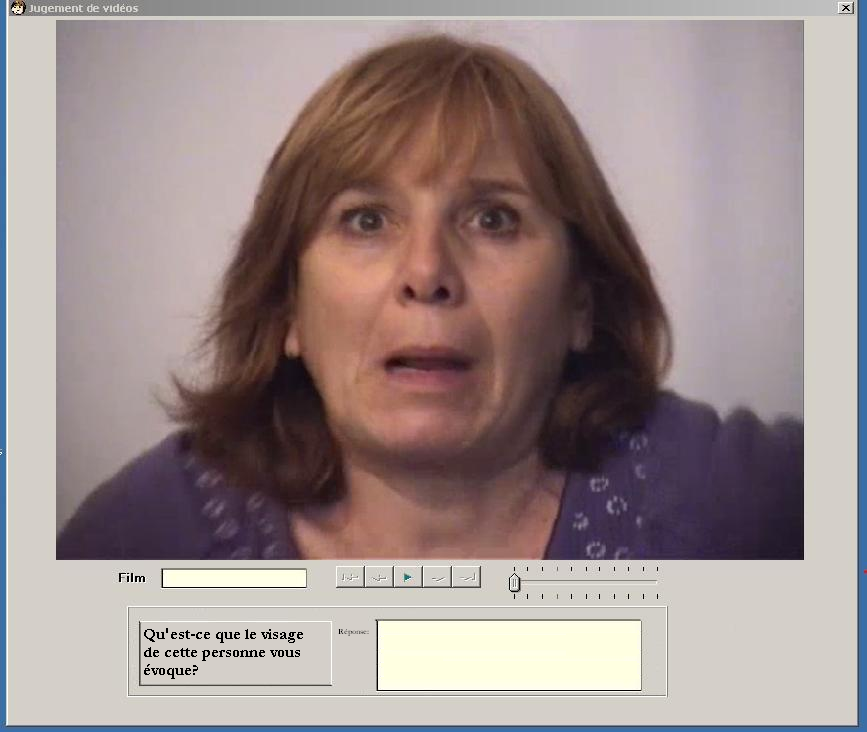 Jugement de vidéos
Film
Qu'est-ce que le visage
de cette personne vous
évoque?
Réponse: